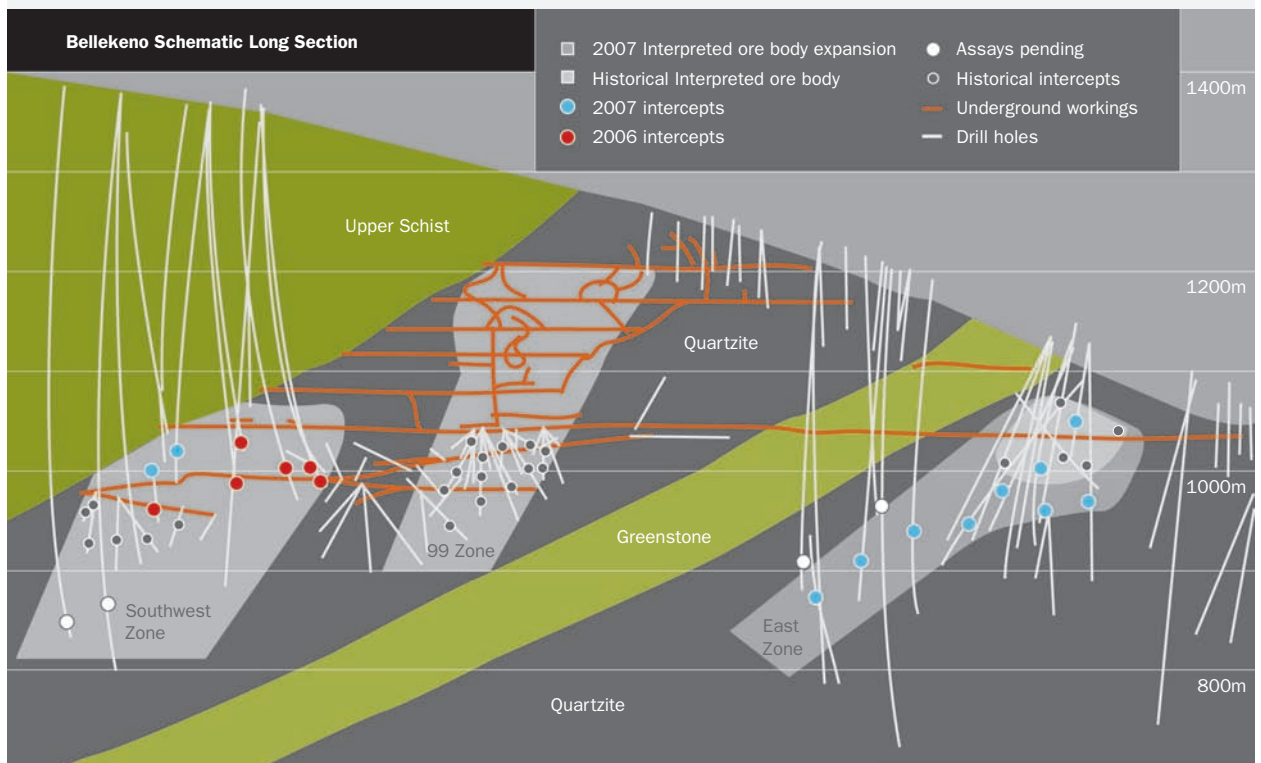 Bellekeno Schematic Long Section
2007 Interpreted ore body expansion
Historical Interpreted ore body
2007 intercepts
2006 intercepts
Assays pending
Historical intercepts
Underground workings
Drill holes
1400m
Upper Schist
1200m
Quartzite
1000m
Greenstone
99 Zone
Southwest
Zone
East
Zone
800m
Quartzite